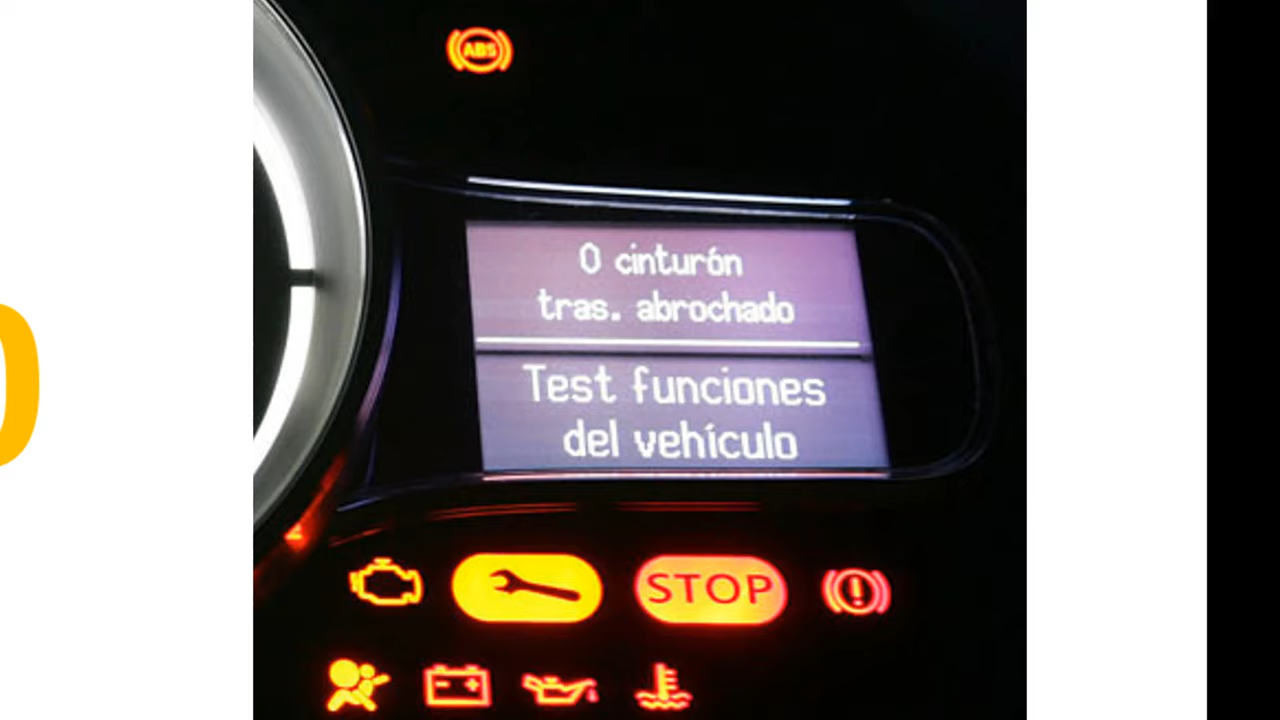 ABS
0 cinturón
tras. abrochado
Test funciones
del vehículo
STOP